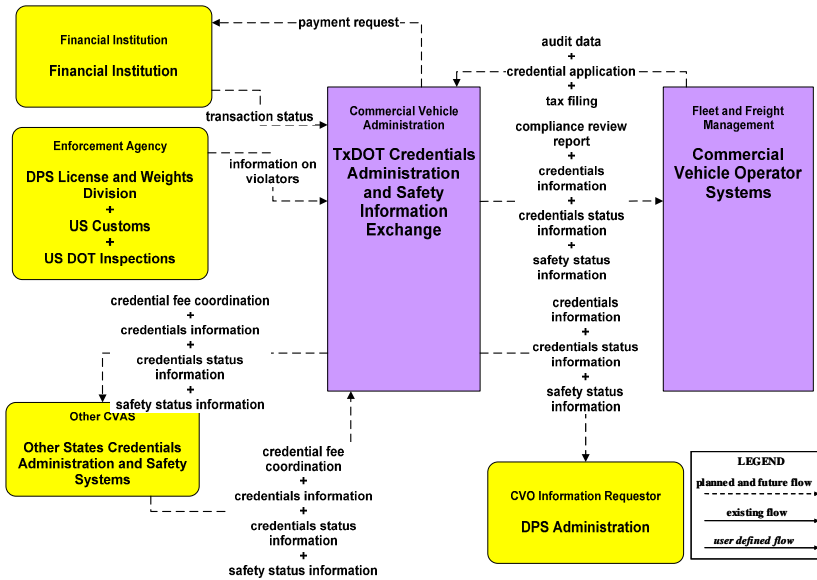 Financial Institution
Financial Institution
payment request
transaction status
Enforcement Agency
DPS License and Weights
Division
+
US Customs
+
US DOT Inspections
information on
violators
Commercial Vehicle
Administration
TxDOT Credentials
Administration
and Safety
Information
Exchange
audit data
+
credential application
+
tax filing
compliance review
report
+
credentials
information
+
credentials status
information
+
safety status
information
Fleet and Freight
Management
Commercial
Vehicle Operator
Systems
credential fee coordination
+
credentials information
+
credentials status
information
+
safety status information
credentials
information
+
credentials status
information
+
safety status
information
Other CVAS
Other States Credentials
Administration and Safety
Systems
credential fee
coordination
+
credentials information
+
credentials status
information
+
safety status information
CVO Information Requestor
DPS Administration
LEGEND
planned and future flow
existing flow
user defined flow